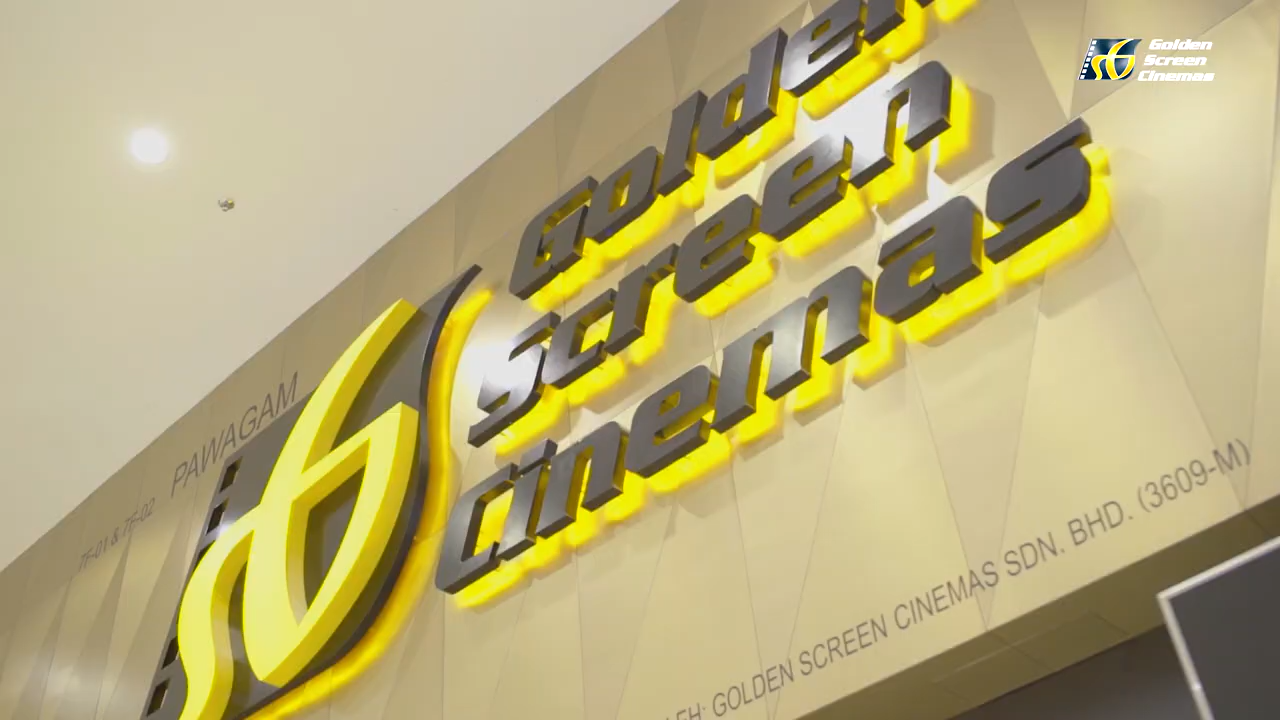 Golden
Screen
Cinemas
Golden
Screen
Cinemas
PAWAGAM
7F-01 & 7F-02
GOLDEN SCREEN CINEMAS SDN. BHD. (3609-M)